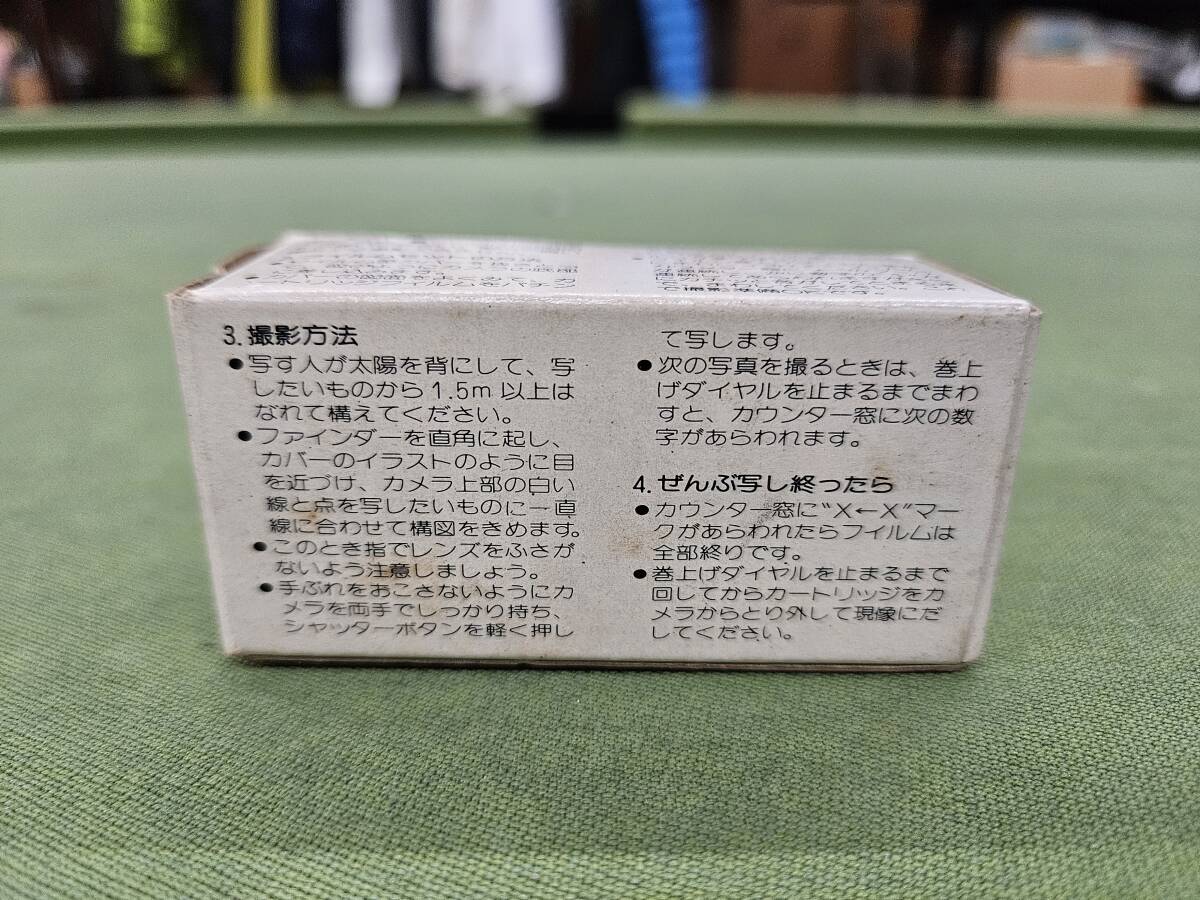 3. 撮影方法
●写す人が太陽を背にして、写
したいものから1.5m 以上は
なれて構えてください。
●ファインダーを直角に起し、
カバーのイラストのように目
を近づけ、カメラ上部の白い
線と点を写したいものに一直
線に合わせて構図をきめます。
●このとき指でレンズをふさが
ないよう注意しましょう。
●手ぶれをおこさないようにカ
メラを両手でしっかり持ち、
シャッターボタンを軽く押し
て写します。
●次の写真を撮るときは、巻上
げダイヤルを止まるまでまわ
すと、カウンター窓に次の数
字があらわれます。
4. ぜんぶ写し終ったら
●カウンター窓に“X←X”マー
クがあらわれたらフイルムは
全部終りです。
●巻上げダイヤルを止まるまで
回してからカートリッジをカ
メラからとり外して現像にだ
してください。